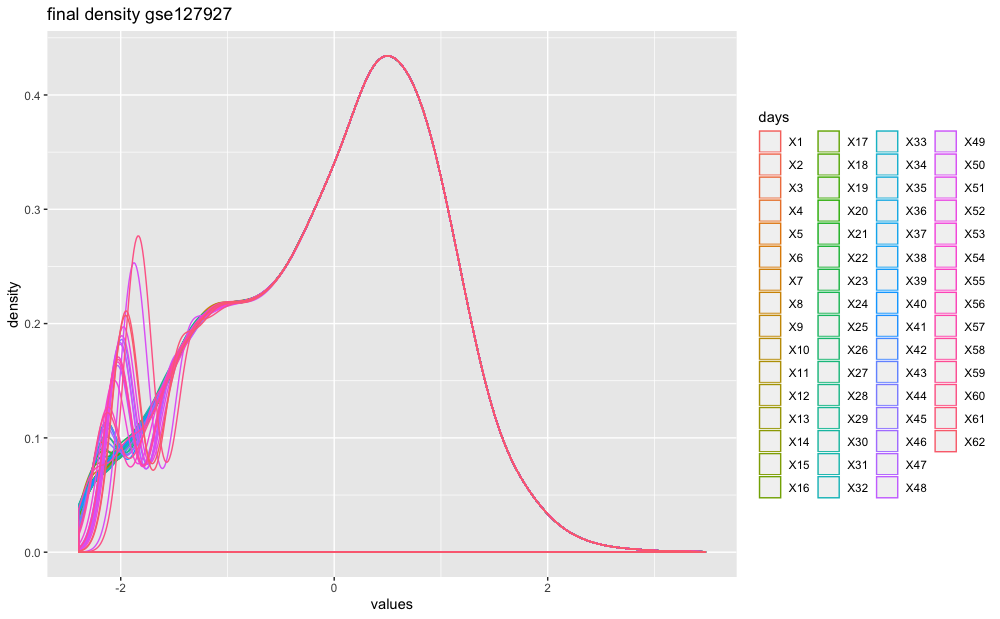 final density gse127927
0.4
0.3
0.2
0.1
0.0
density
-2
0
2
values
days
X1 X17 X33 X49
X2 X18 X34 X50
X3 X19 X35 X51
X4 X20 X36 X52
X5 X21 X37 X53
X6 X22 X38 X54
X7 X23 X39 X55
X8 X24 X40 X56
X9 X25 X41 X57
X10 X26 X42 X58
X11 X27 X43 X59
X12 X28 X44 X60
X13 X29 X45 X61
X14 X30 X46 X62
X15 X31 X47
X16 X32 X48